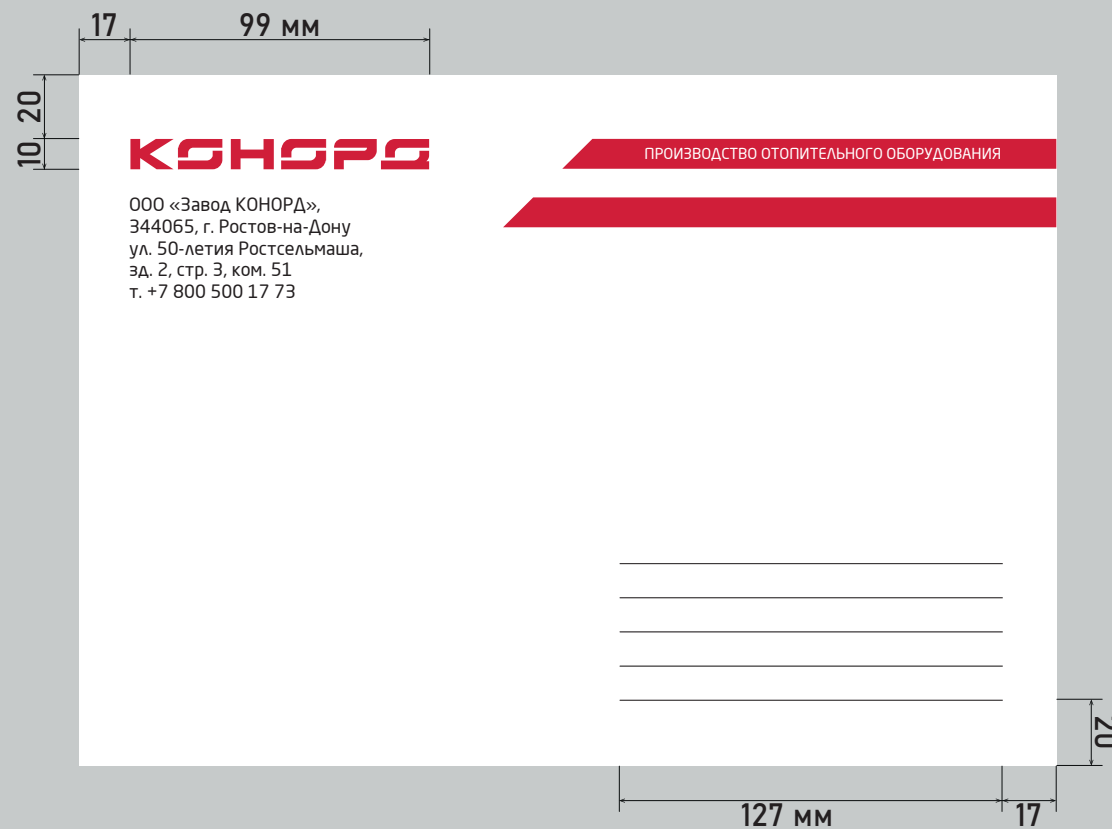 17
99 мм
20
10
КОНОРД
ПРОИЗВОДСТВО ОТОПИТЕЛЬНОГО ОБОРУДОВАНИЯ
ООО «Завод КОНОРД»,
344065, г. Ростов-на-Дону
ул. 50-летия Ростсельмаша,
зд. 2, стр. 3, ком. 51
т. +7 800 500 17 73
20
127 мм
17